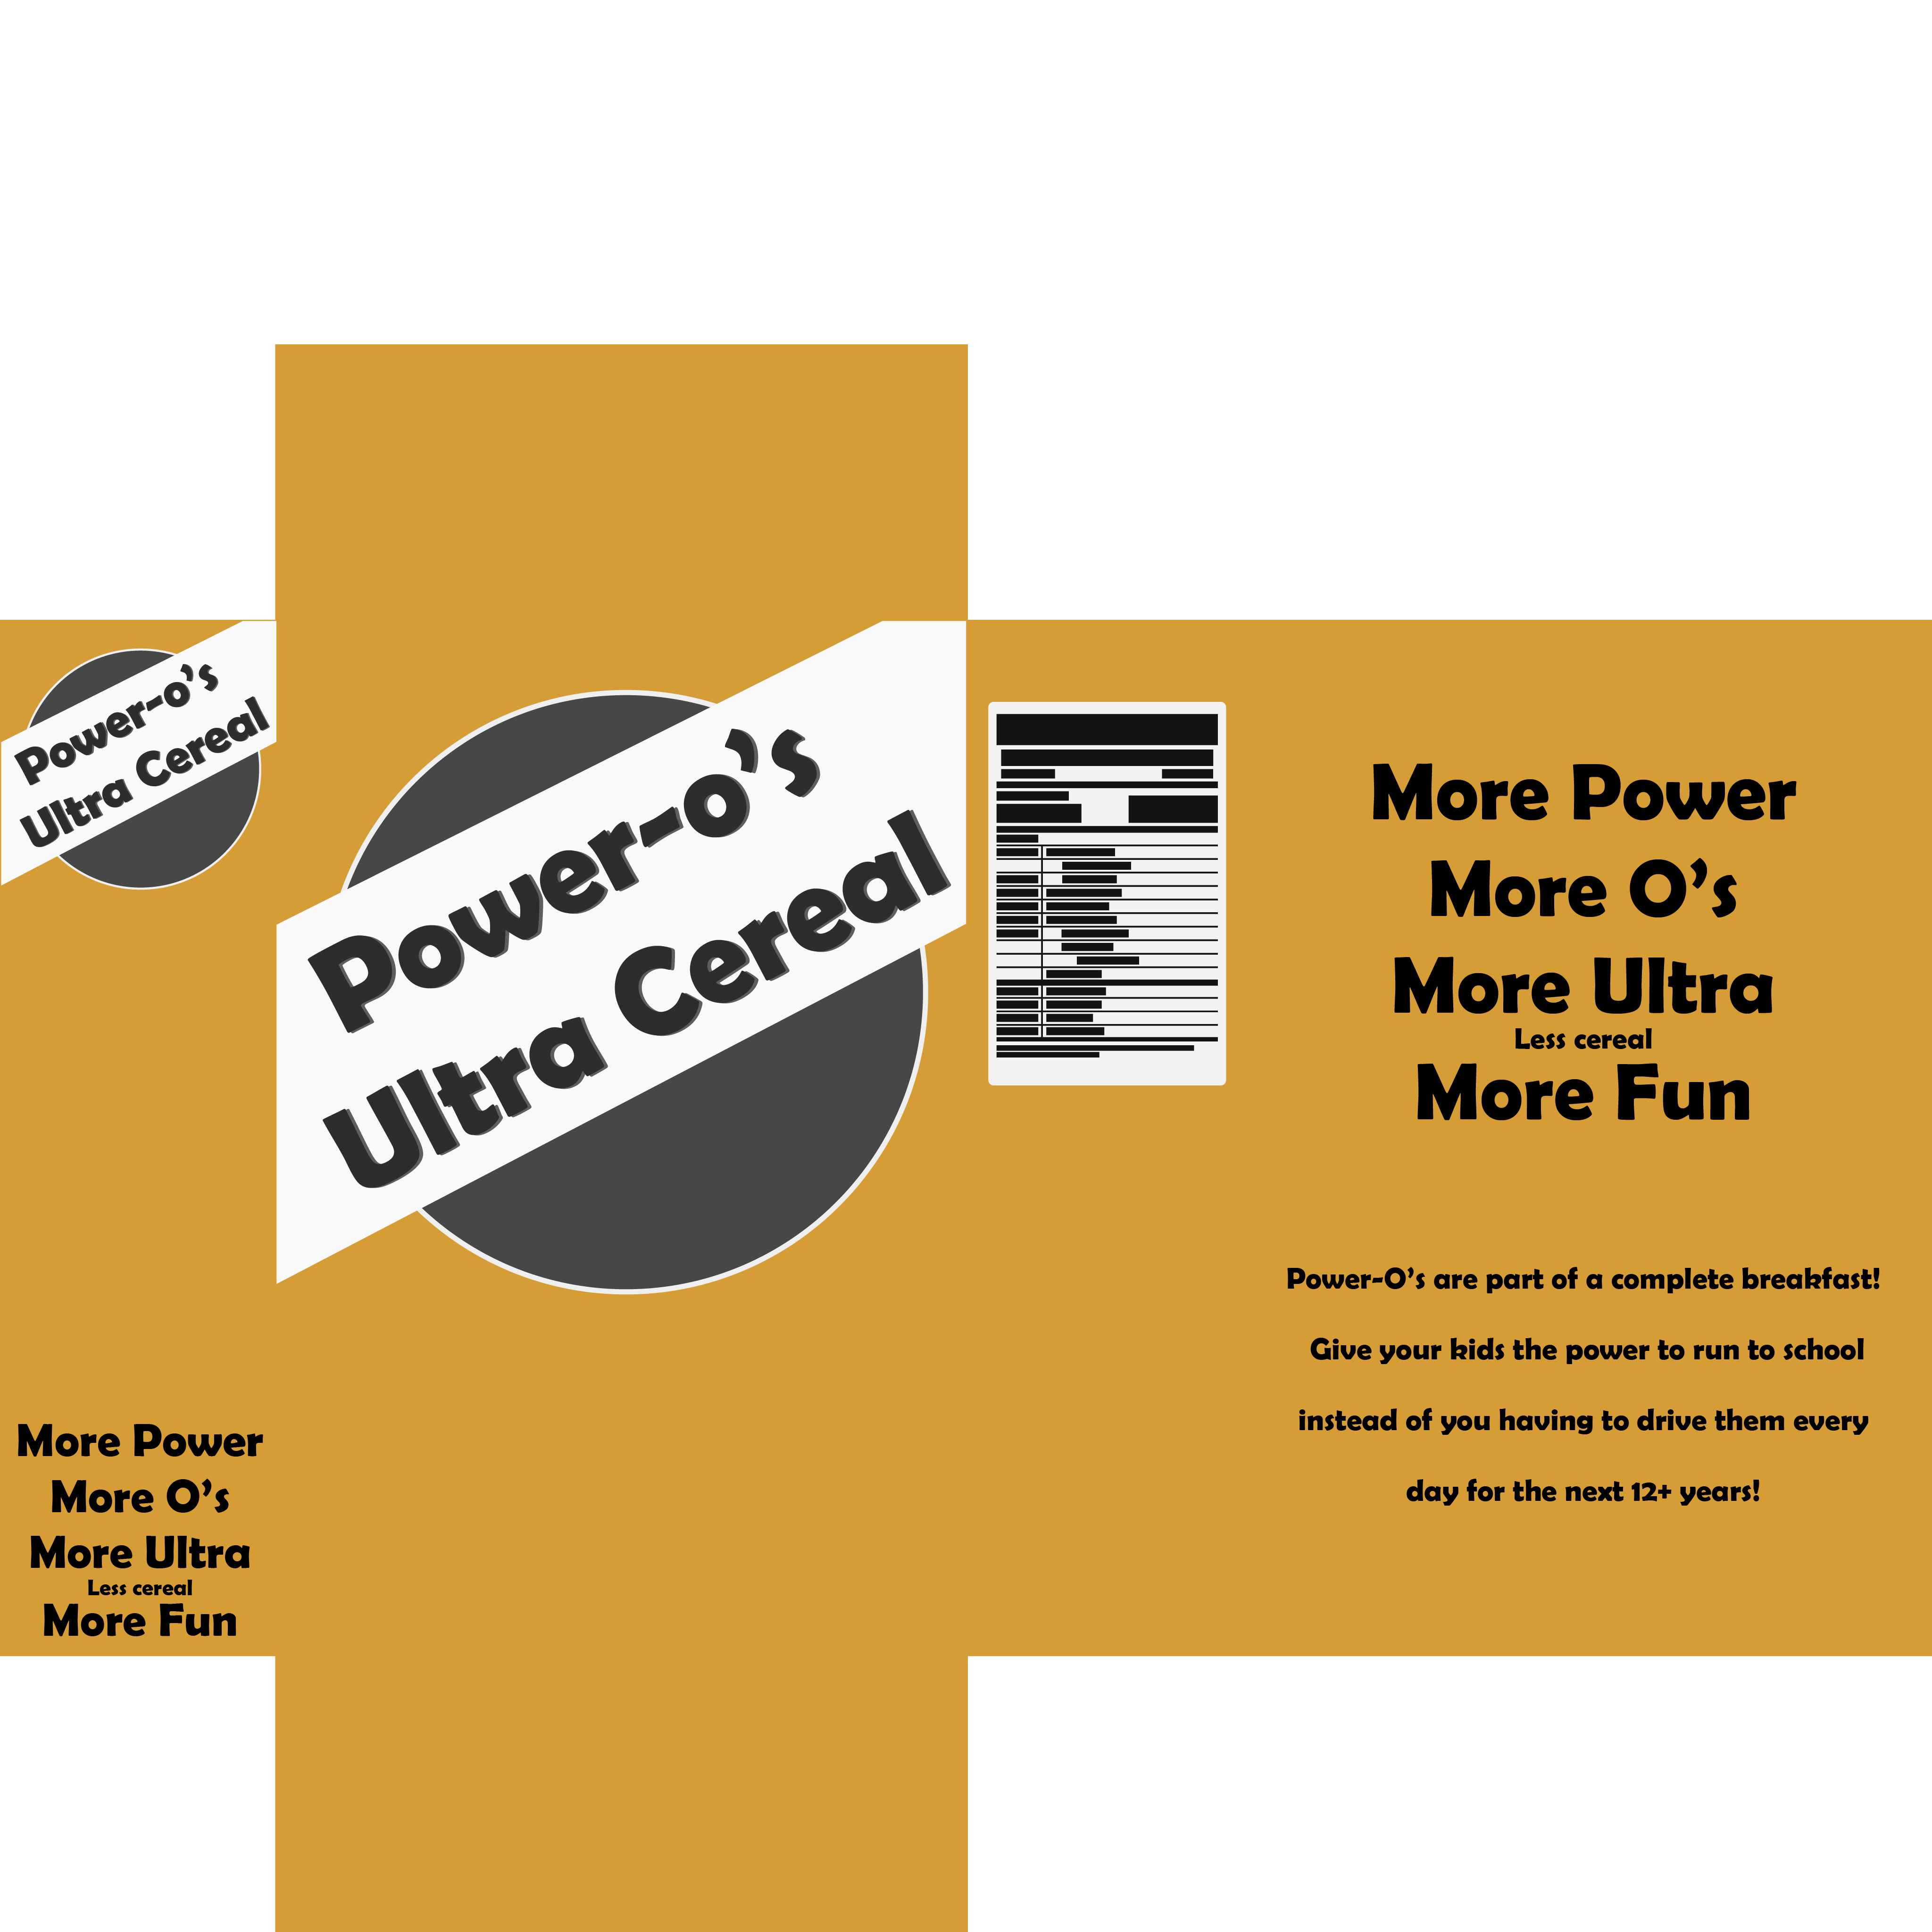 Power-o's
Ultra Cereal
More Power
More O's
More Ultra
Less cereal
More Fun
Power-o's
Ultra Cereal
More Power
More O's
More Ultra
Less cereal
More Fun
Power-O's are part of a complete breakfast!
Give your kids the power to run to school
instead of you having to drive them every
day for the next 12+ years!